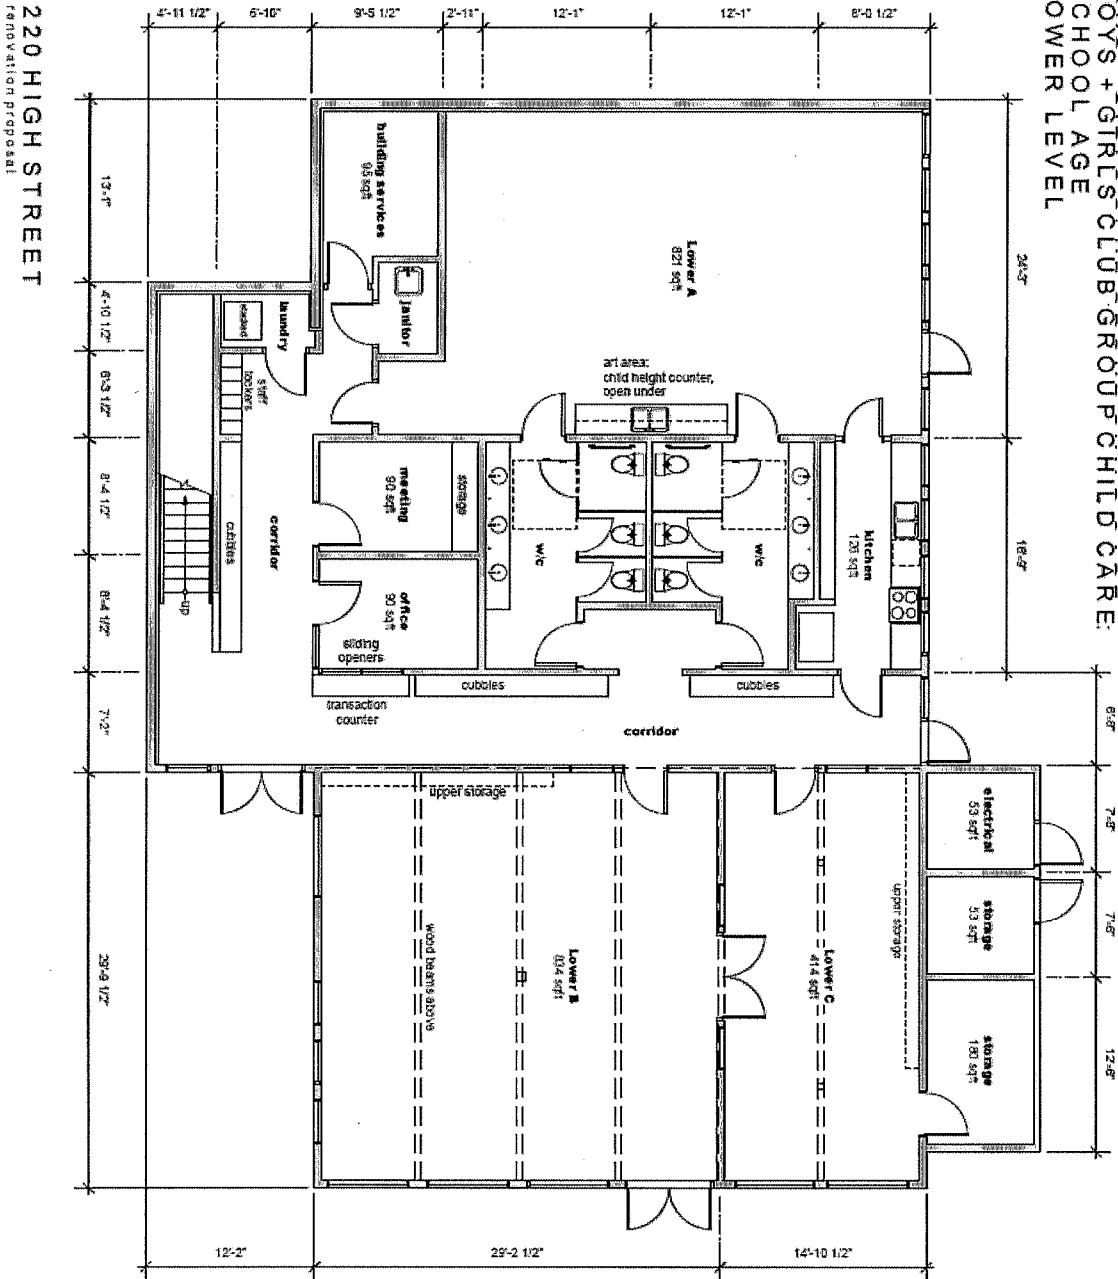 OYS + GIRLS CLUB GROUP CHILD CARE:
CHOOL AGE
OWER LEVEL
220 HIGH STREET
renovation proposal
4'-11 1/2"
6'-10"
9'-5 1/2"
2'-11"
12'-1"
12'-1"
8'-0 1/2"
13'-1"
4'-10 1/2"
6'-3 1/2"
8'-4 1/2"
8'-4 1/2"
7'-2"
29'-9 1/2"
24'-3"
6'-8"
7'-8"
7'-6"
12'-6"
12'-2"
29'-2 1/2"
14'-10 1/2"
building services
95 sqft
janitor
laundry
stacked
staff
lockers
Lower A
821 sqft
art area:
child height counter,
open under
meeting
90 sqft
storage
w/c
w/c
kitchen
126 sqft
corridor
cubbies
up
office
90 sqft
sliding
openers
transaction
counter
cubbies
cubbies
corridor
upper storage
electrical
53 sqft
storage
53 sqft
storage
180 sqft
upper storage
wood beams above
Lower B
834 sqft
Lower C
414 sqft